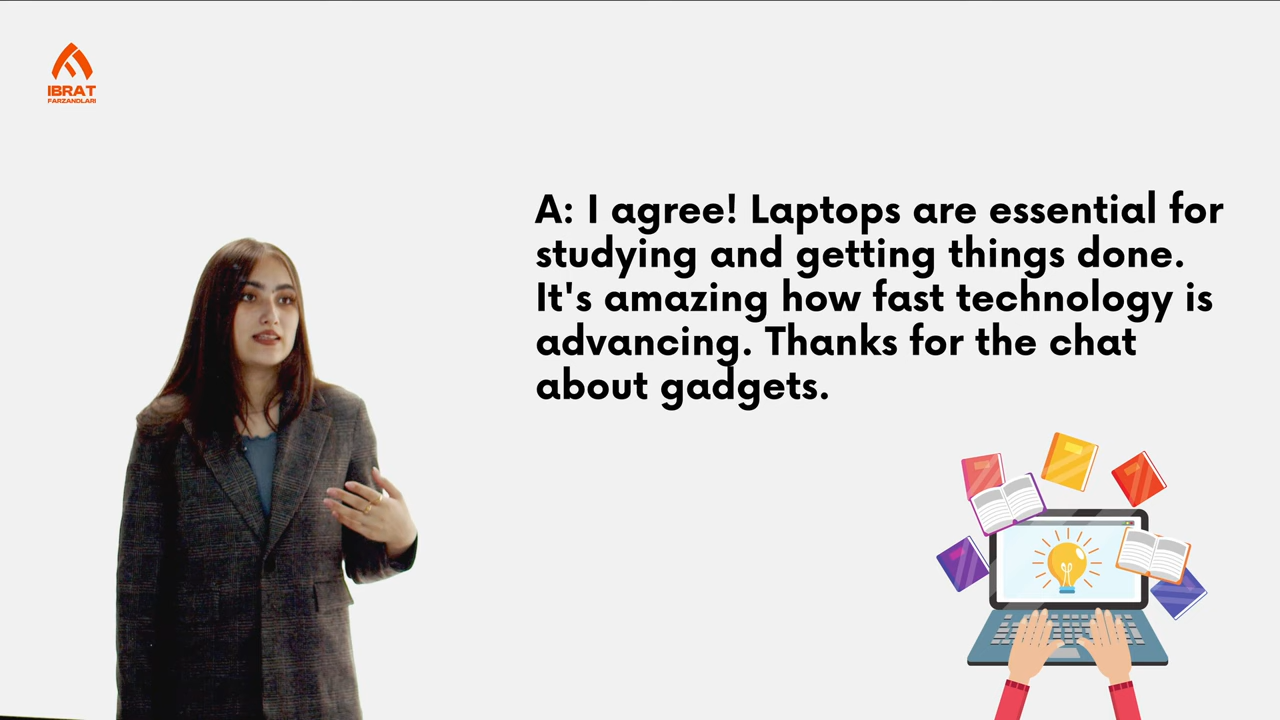 IBRAT
FARZANDLARI
A: I agree! Laptops are essential for
studying and getting things done.
It's amazing how fast technology is
advancing. Thanks for the chat
about gadgets.